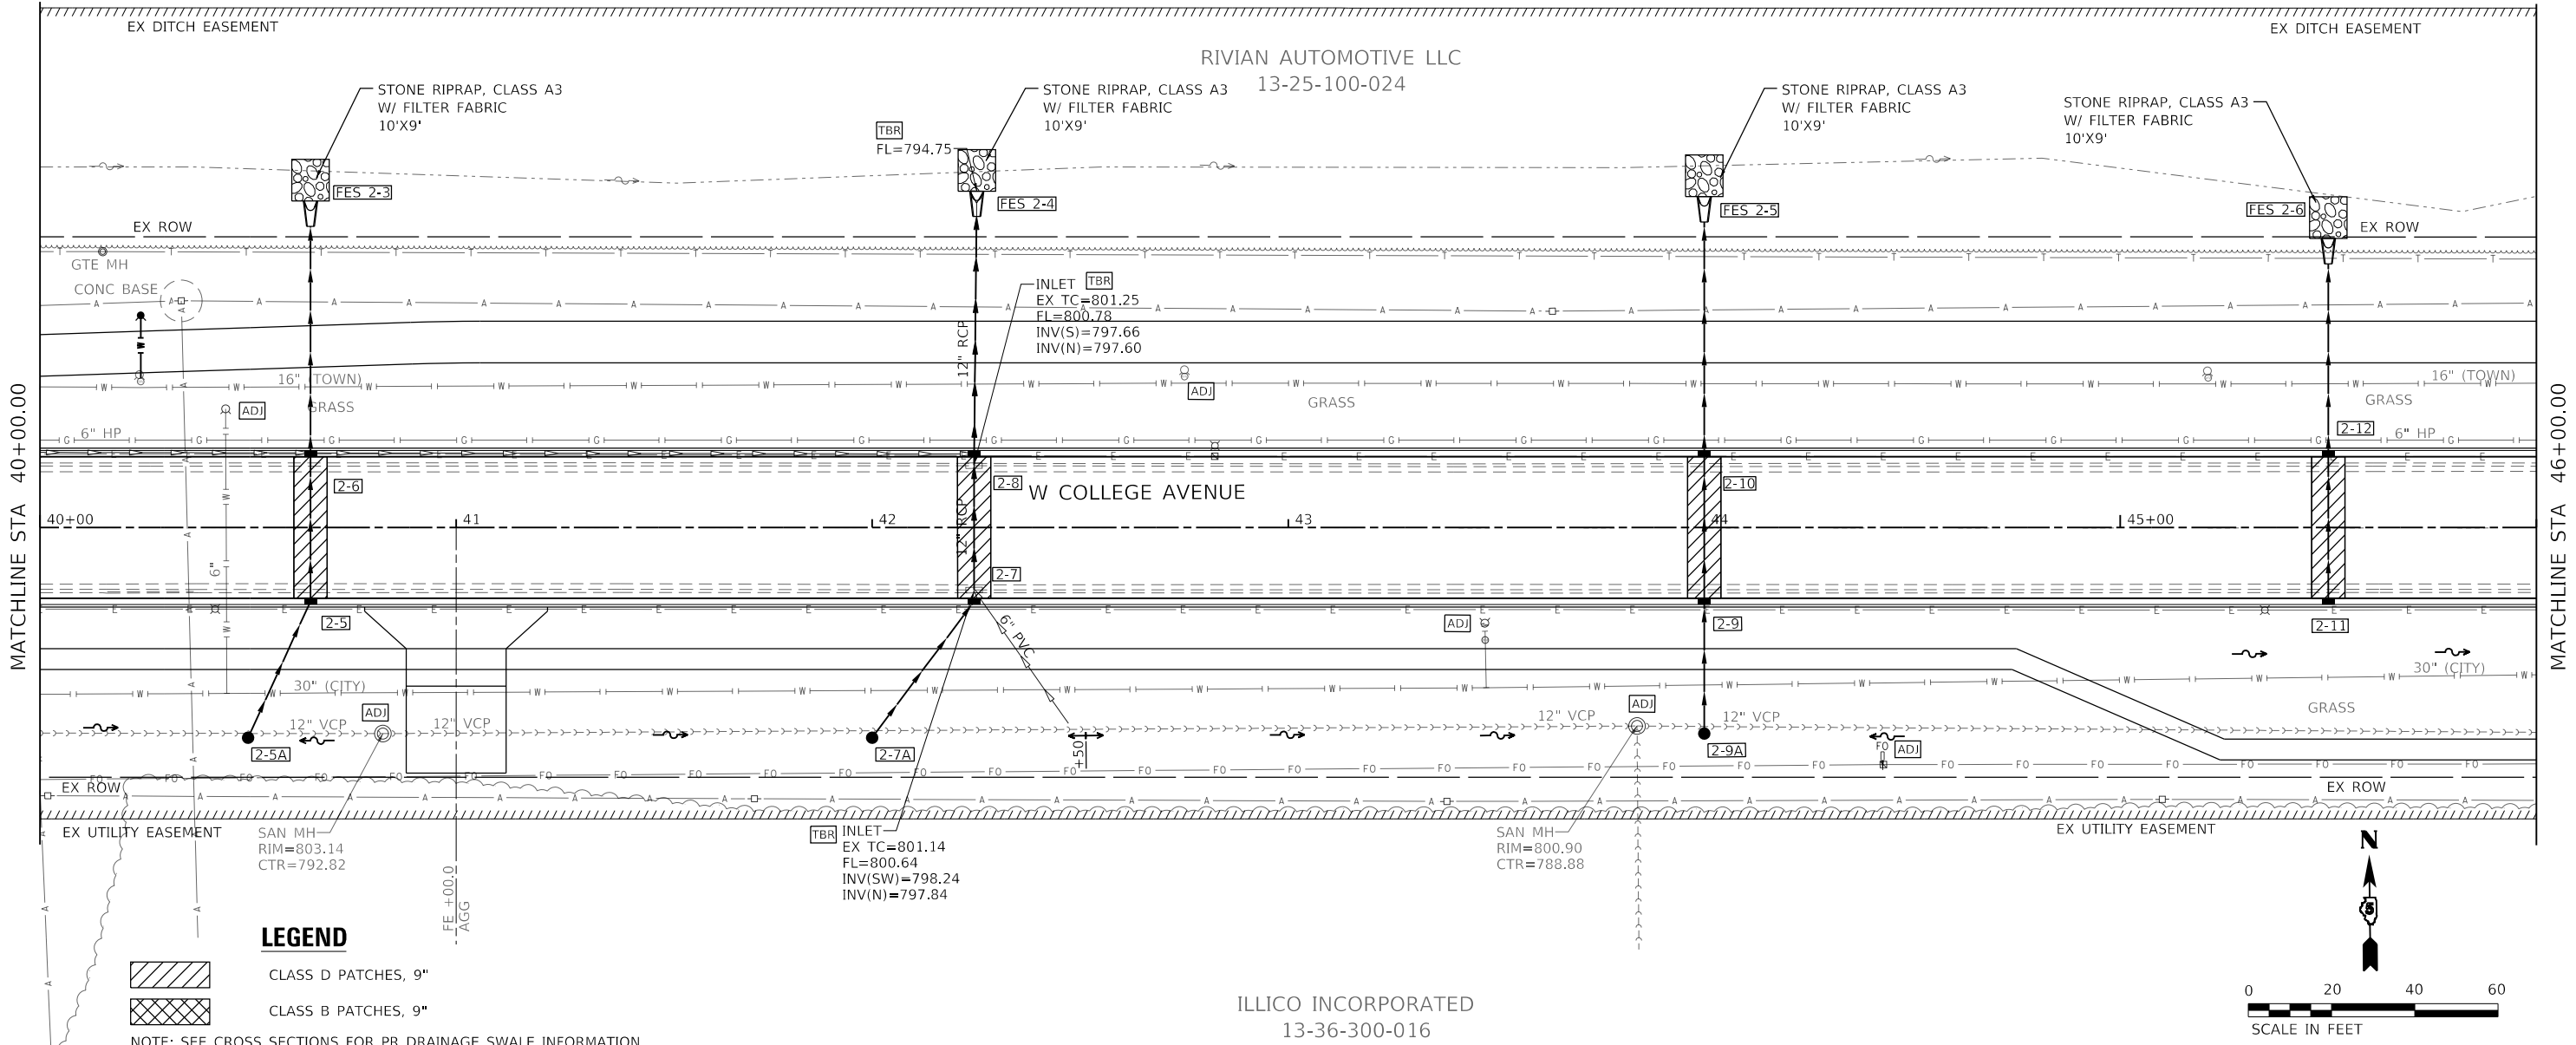 EX DITCH EASEMENT
EX DITCH EASEMENT
RIVIAN AUTOMOTIVE LLC
13-25-100-024
STONE RIPRAP, CLASS A3
W/ FILTER FABRIC
10'X9'
TBR
FL=794.75
STONE RIPRAP, CLASS A3
W/ FILTER FABRIC
10'X9'
STONE RIPRAP, CLASS A3
W/ FILTER FABRIC
10'X9'
STONE RIPRAP, CLASS A3
W/ FILTER FABRIC
10'X9'
FES 2-3
FES 2-4
FES 2-5
FES 2-6
EX ROW
EX ROW
GTE MH
CONC BASE
INLET TBR
EX TC=801.25
FL=800.78
INV(S)=797.66
INV(N)=797.60
12" RCP
16" (TOWN)
16" (TOWN)
ADJ
GRASS
ADJ
GRASS
GRASS
6" HP
2-12
6" HP
2-6
2-8
W COLLEGE AVENUE
2-10
MATCHLINE STA 40+00.00
MATCHLINE STA 46+00.00
40+00
41
42
43
44
45+00
12" RCP
6"
2-7
2-5
6" PVC
ADJ
2-9
2-11
30" (CITY)
30" (CITY)
ADJ
12" VCP
12" VCP
ADJ
12" VCP
12" VCP
GRASS
2-5A
2-7A
+50
2-9A
ADJ
EX ROW
EX ROW
EX UTILITY EASEMENT
EX UTILITY EASEMENT
SAN MH
RIM=803.14
CTR=792.82
TBR INLET
EX TC=801.14
FL=800.64
INV(SW)=798.24
INV(N)=797.84
SAN MH
RIM=800.90
CTR=788.88
FE +00.0
AGG
N
5
LEGEND
CLASS D PATCHES, 9"
CLASS B PATCHES, 9"
NOTE: SEE CROSS SECTIONS FOR PR DRAINAGE SWALE INFORMATION
ILLICO INCORPORATED
13-36-300-016
0 20 40 60
SCALE IN FEET